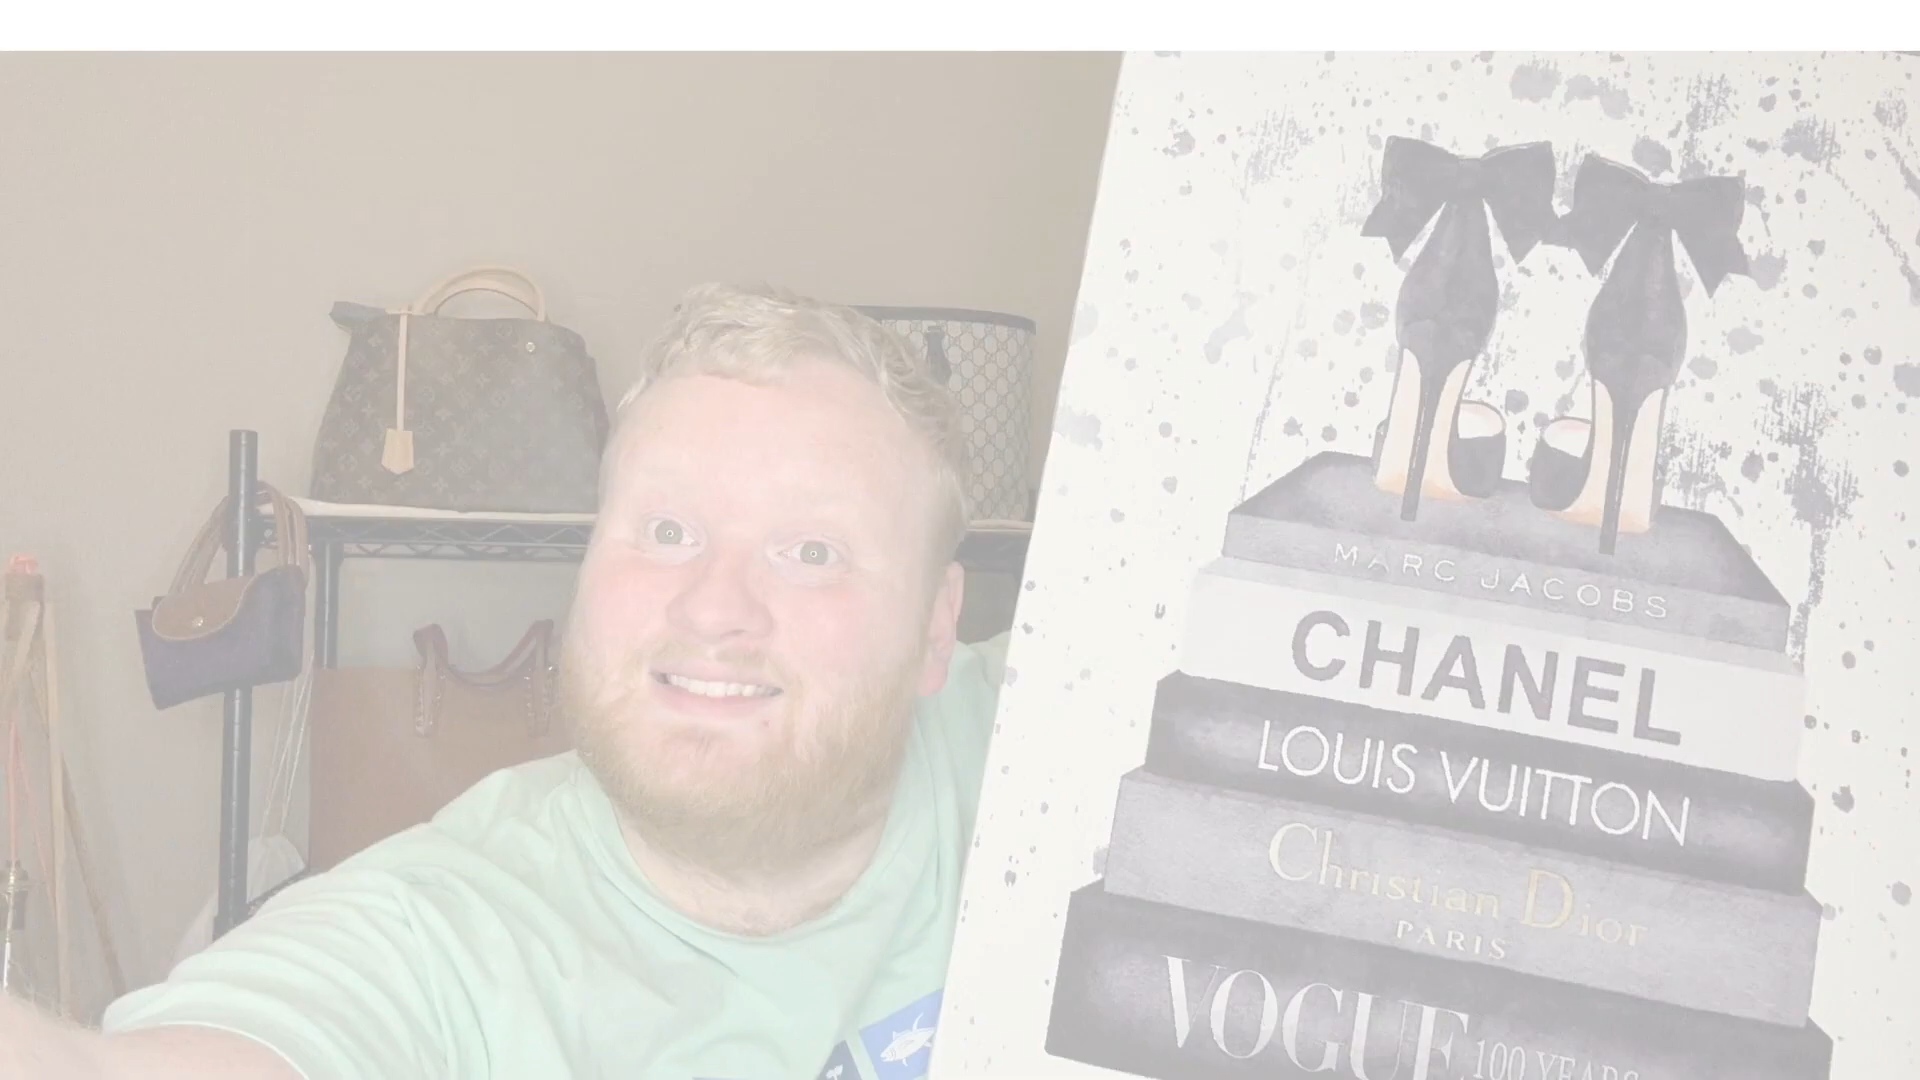 MARC JACOBS
CHANEL
LOUIS VUITTON
Christian Dior
PARIS
VOGUE 100 YEARS